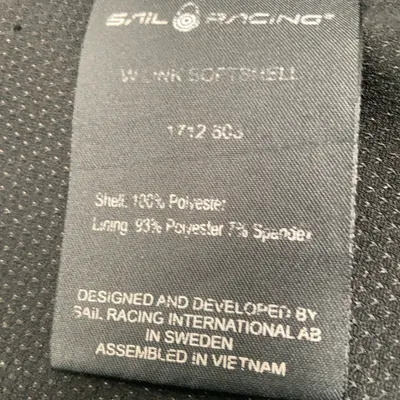 SAIL RACING®
W LINK SOFTSHELL
1712 603
Shell: 100% Polyester
Lining: 93% Polyester 7% Spandex
DESIGNED AND DEVELOPED BY
SAIL RACING INTERNATIONAL AB
IN SWEDEN
ASSEMBLED IN VIETNAM